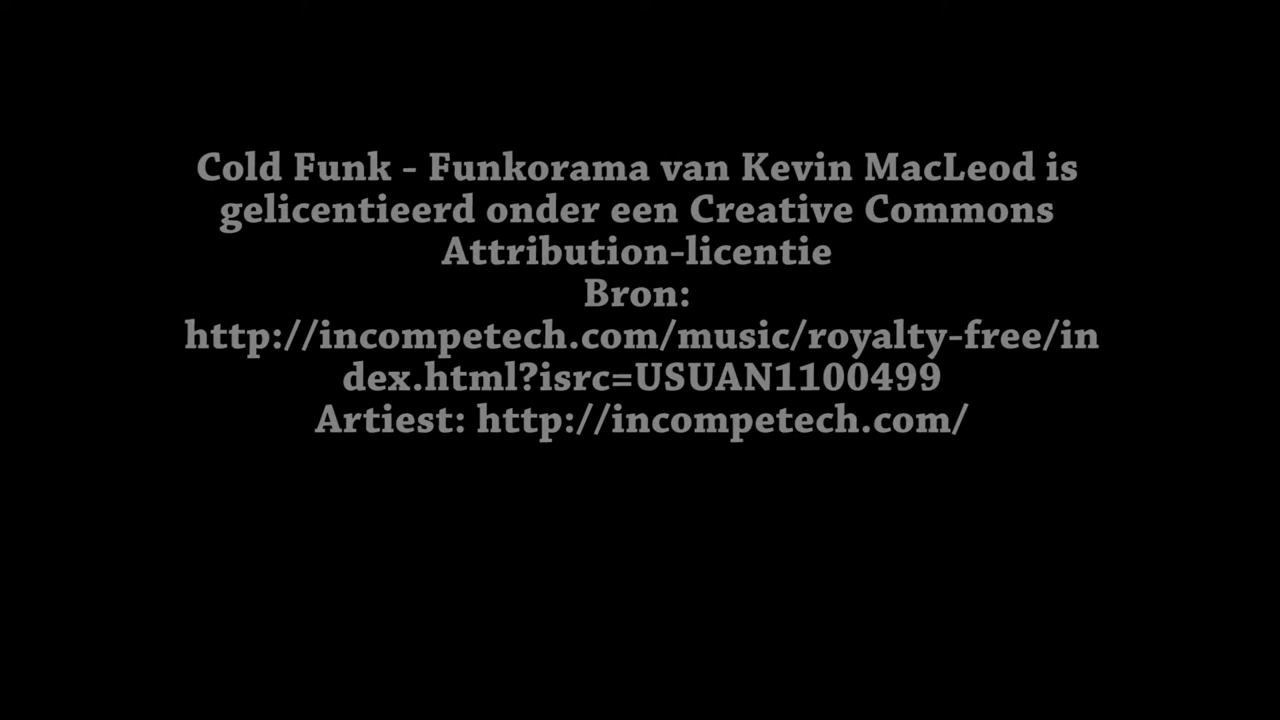 Cold Funk - Funkorama van Kevin MacLeod is
gelicentieerd onder een Creative Commons
Attribution-licentie
Bron:
http://incompetech.com/music/royalty-free/in
dex.html?isrc=USUAN1100499
Artiest: http://incompetech.com/